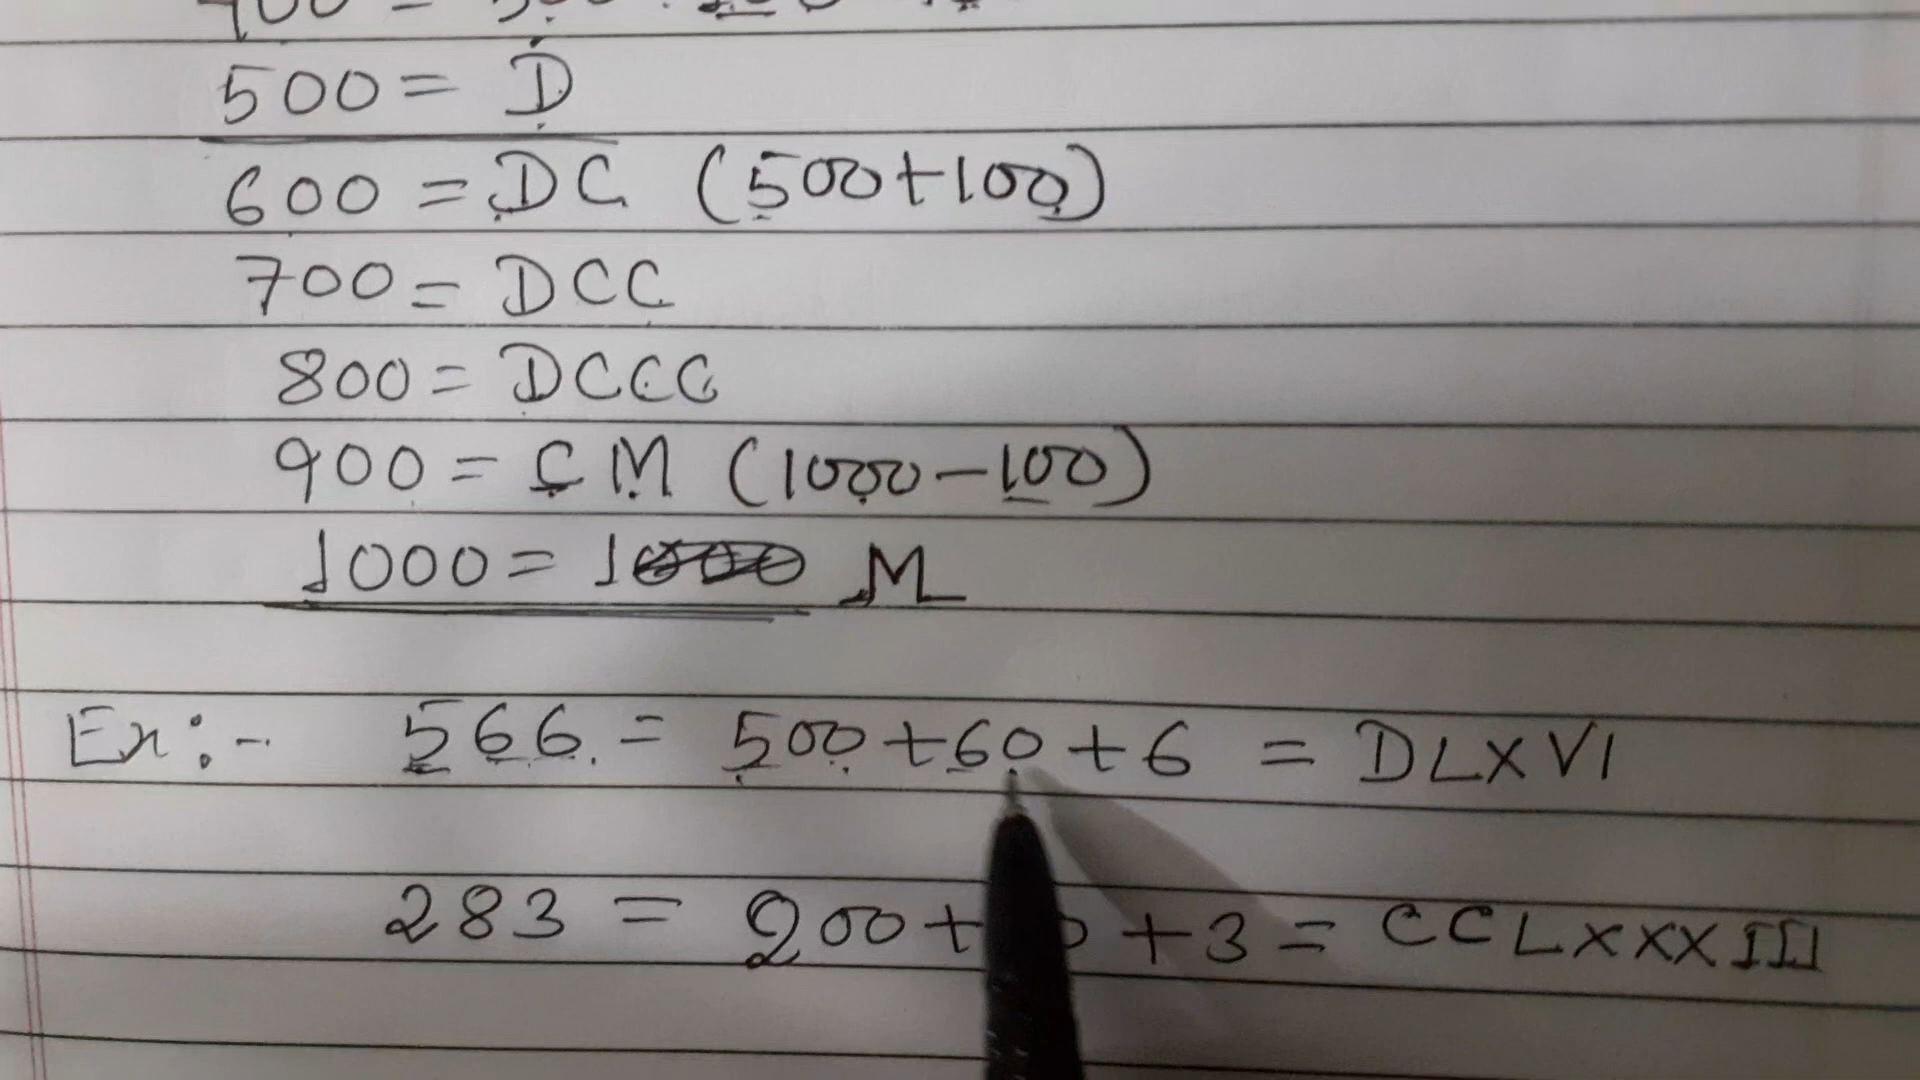 500 = D
600 = DC (500+100)
700 = DCC
800 = DCCC
900 = CM (1000-100)
1000 = M
Ex:- 566 = 500+60+6 = DLXVI
283 = 200+ +3 = CCLXXXIII